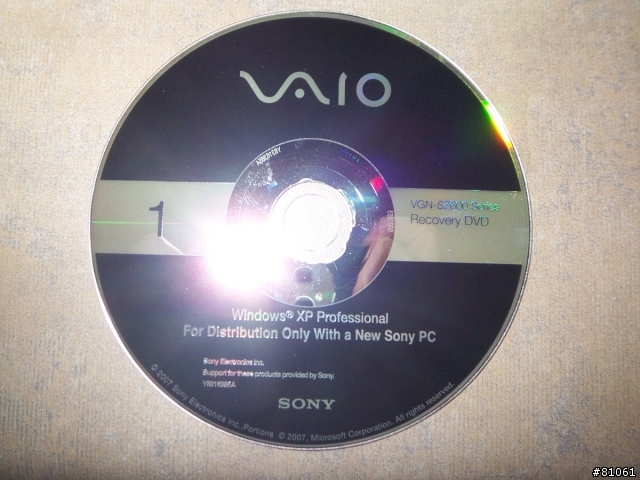 VAIO
1
VGN-S2600 Series
Recovery DVD
Windows® XP Professional
For Distribution Only With a New Sony PC
Sony Electronics Inc.
Support for these products provided by Sony.
SONY
© 2007 Sony Electronics Inc. Portions © 2007, Microsoft Corporation. All rights reserved.
#81061